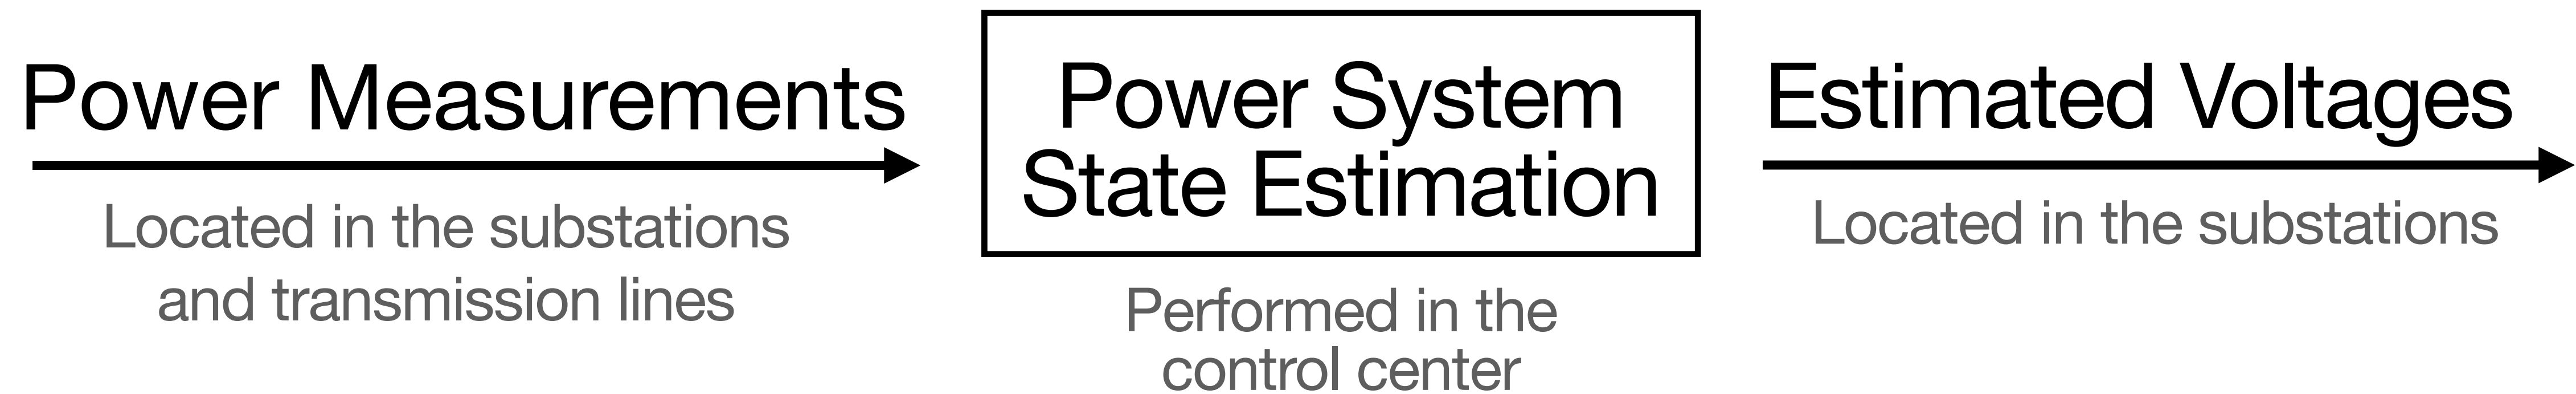 Power Measurements
Located in the substations
and transmission lines
Power System
State Estimation
Performed in the
control center
Estimated Voltages
Located in the substations